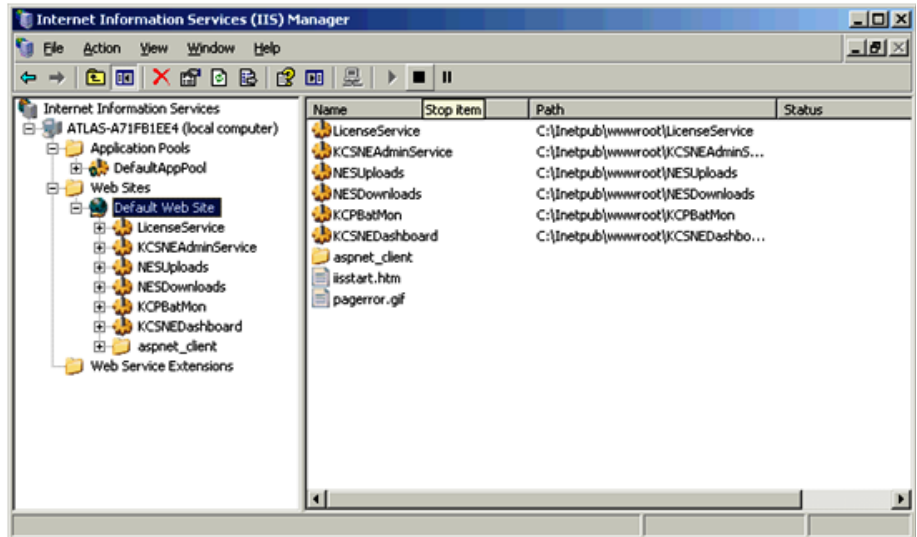 Internet Information Services (IIS) Manager
File Action View Window Help
Internet Information Services
ATLAS-A71FB1EE4 (local computer)
Application Pools
DefaultAppPool
Web Sites
Default Web Site
LicenseService
KCSNEAdminService
NESUploads
NESDownloads
KCPBatMon
KCSNEDashboard
aspnet_client
Web Service Extensions
Name Stop item Path Status
LicenseService C:\Inetpub\wwwroot\LicenseService
KCSNEAdminService C:\Inetpub\wwwroot\KCSNEAdminS...
NESUploads C:\Inetpub\wwwroot\NESUploads
NESDownloads C:\Inetpub\wwwroot\NESDownloads
KCPBatMon C:\Inetpub\wwwroot\KCPBatMon
KCSNEDashboard C:\Inetpub\wwwroot\KCSNEDashbo...
aspnet_client
iisstart.htm
pagerror.gif